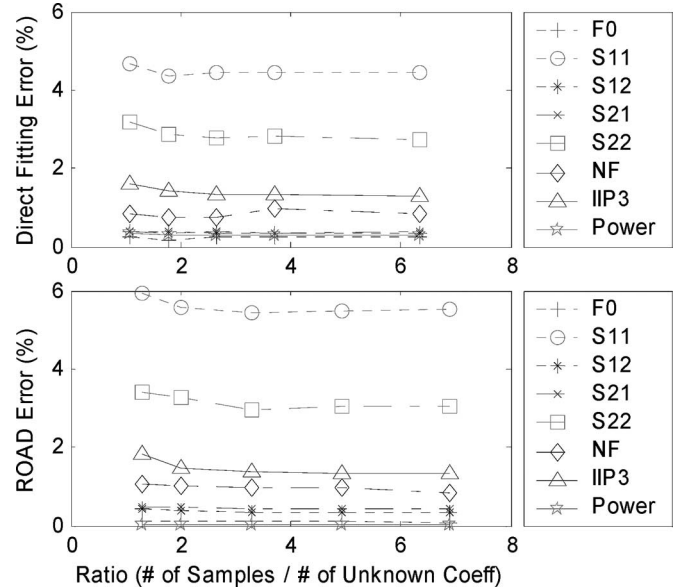 Direct Fitting Error (%)
6
4
2
0
0 2 4 6 8
F0
S11
S12
S21
S22
NF
IIP3
Power
ROAD Error (%)
6
4
2
0
0 2 4 6 8
F0
S11
S12
S21
S22
NF
IIP3
Power
Ratio (# of Samples / # of Unknown Coeff)